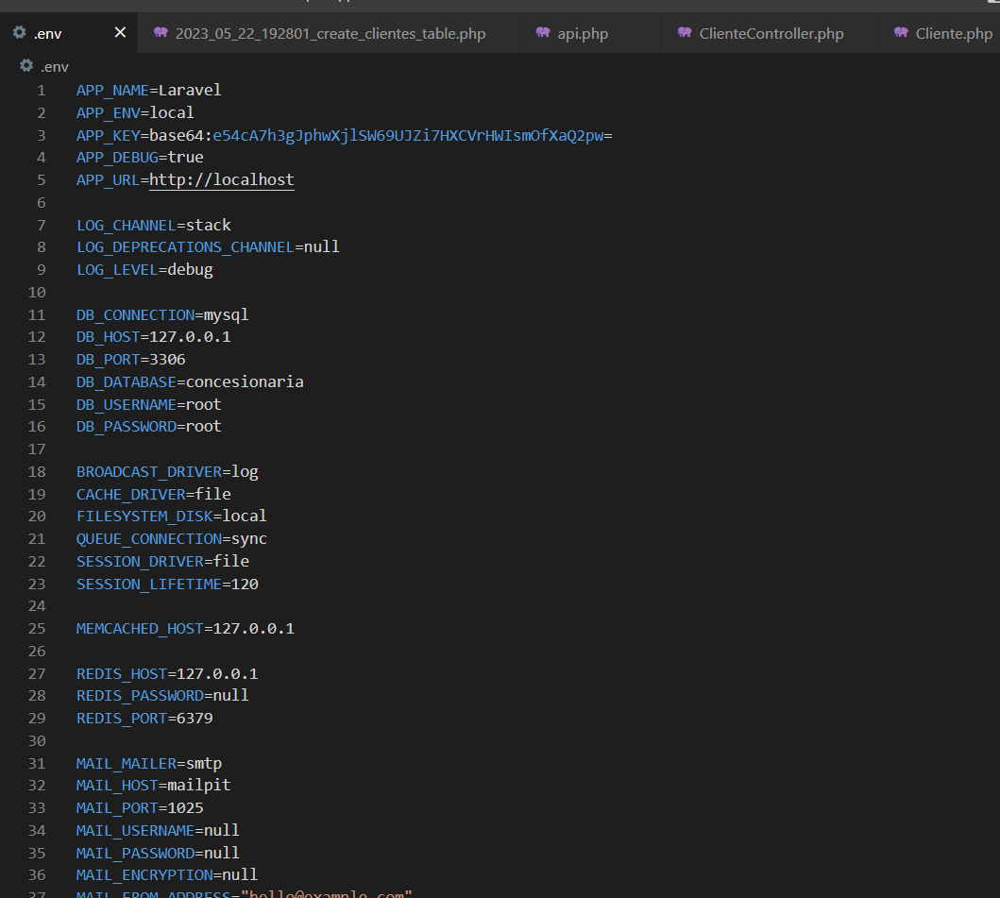 .env
2023_05_22_192801_create_clientes_table.php
api.php
ClienteController.php
Cliente.php
.env
1 APP_NAME=Laravel
2 APP_ENV=local
3 APP_KEY=base64:e54cA7h3gJphwXjlSW69UJZi7HXCVrHWIsmOfXaQ2pw=
4 APP_DEBUG=true
5 APP_URL=http://localhost
6
7 LOG_CHANNEL=stack
8 LOG_DEPRECATIONS_CHANNEL=null
9 LOG_LEVEL=debug
10
11 DB_CONNECTION=mysql
12 DB_HOST=127.0.0.1
13 DB_PORT=3306
14 DB_DATABASE=concesionaria
15 DB_USERNAME=root
16 DB_PASSWORD=root
17
18 BROADCAST_DRIVER=log
19 CACHE_DRIVER=file
20 FILESYSTEM_DISK=local
21 QUEUE_CONNECTION=sync
22 SESSION_DRIVER=file
23 SESSION_LIFETIME=120
24
25 MEMCACHED_HOST=127.0.0.1
26
27 REDIS_HOST=127.0.0.1
28 REDIS_PASSWORD=null
29 REDIS_PORT=6379
30
31 MAIL_MAILER=smtp
32 MAIL_HOST=mailpit
33 MAIL_PORT=1025
34 MAIL_USERNAME=null
35 MAIL_PASSWORD=null
36 MAIL_ENCRYPTION=null
37 MAIL_FROM_ADDRESS="hello@example.com"